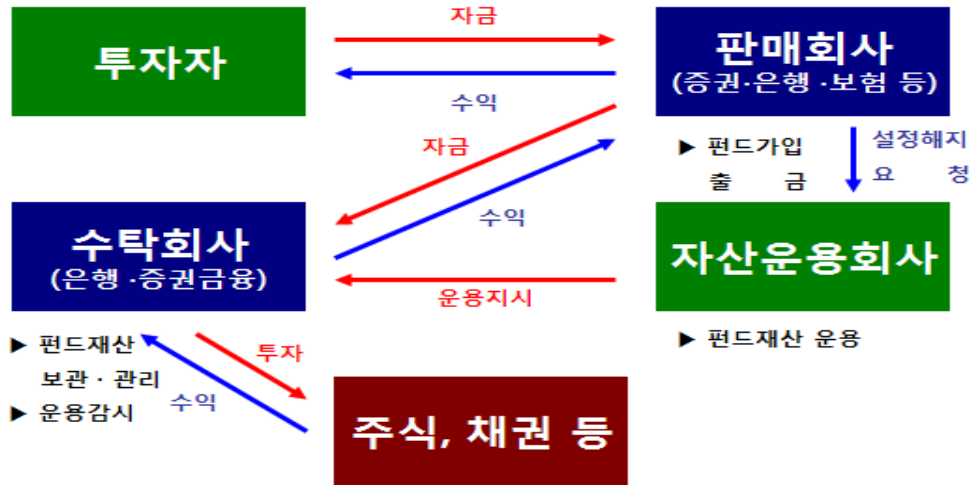 자금
투자자
판매회사
(증권·은행 ·보험 등)
수익
자금
▶ 펀드가입
출 금
설정해지
요 청
수익
수탁회사
(은행 ·증권금융)
자산운용회사
운용지시
▶ 펀드재산
보관 · 관리
▶ 운용감시
투자
수익
▶ 펀드재산 운용
주식, 채권 등